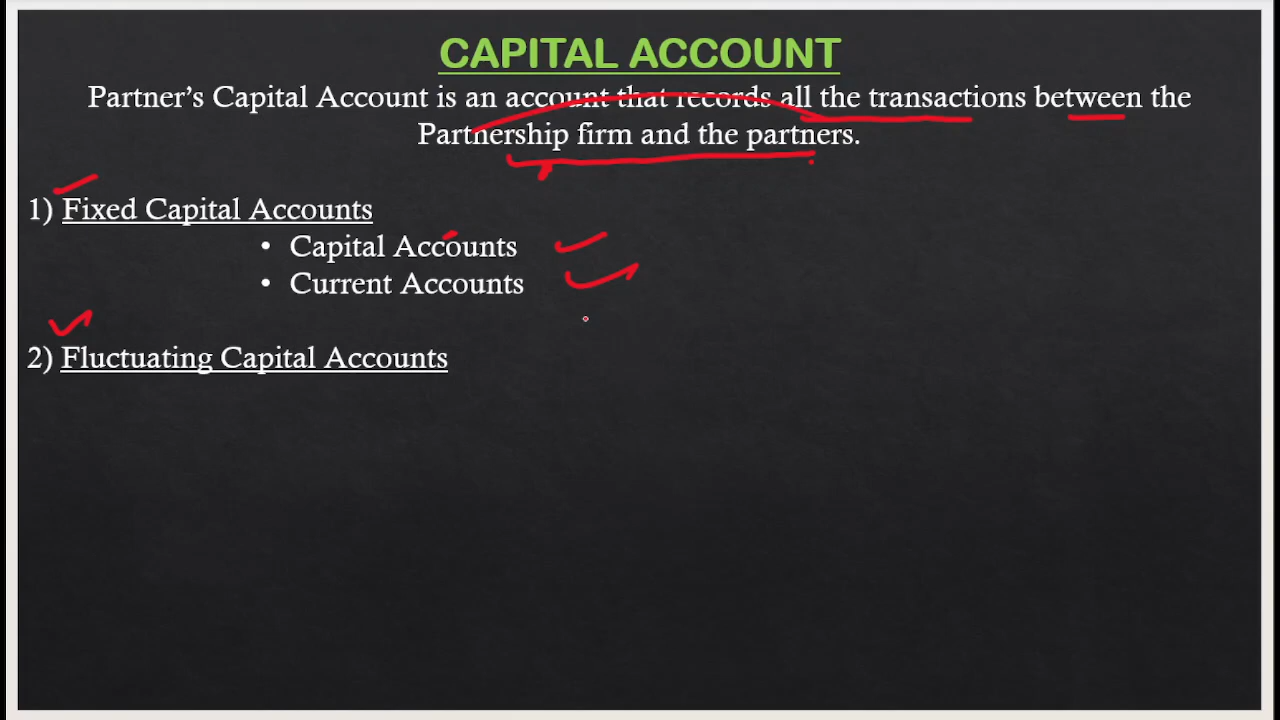 CAPITAL ACCOUNT
Partner's Capital Account is an account that records all the transactions between the
Partnership firm and the partners.
1) Fixed Capital Accounts
• Capital Accounts
• Current Accounts
2) Fluctuating Capital Accounts